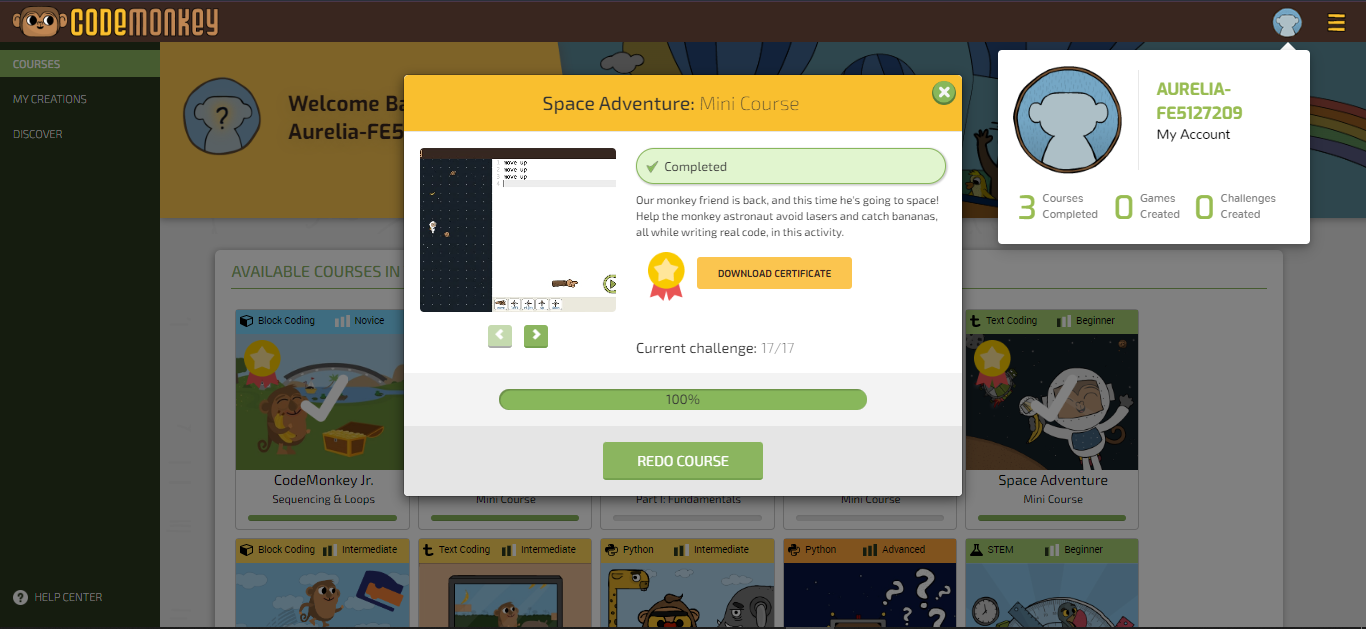 CODEMONKEY
COURSES
MY CREATIONS
DISCOVER
HELP CENTER
?
Welcome Ba
Aurelia-FE5
AURELIA-
FE5127209
My Account
3 Courses Completed
0 Games Created
0 Challenges Created
Space Adventure: Mini Course
1 move up
2 move up
3 move up
4
Completed
Our monkey friend is back, and this time he's going to space!
Help the monkey astronaut avoid lasers and catch bananas,
all while writing real code, in this activity.
DOWNLOAD CERTIFICATE
Current challenge: 17/17
100%
REDO COURSE
AVAILABLE COURSES IN
Block Coding Novice
CodeMonkey Jr.
Sequencing & Loops
Mini Course
Part I: Fundamentals
Mini Course
Text Coding Beginner
Space Adventure
Mini Course
Block Coding Intermediate
Text Coding Intermediate
Python Intermediate
Python Advanced
? ? ?
STEM Beginner